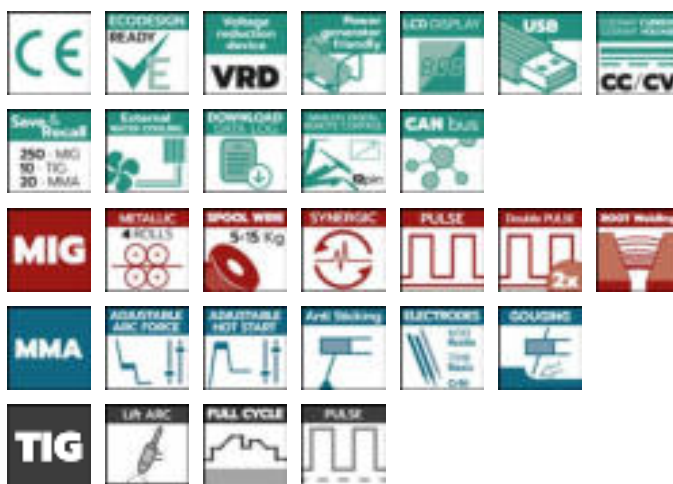 CE
ECODESIGN
READY
E
Voltage
reduction
device
VRD
Power
generator
friendly
LCD DISPLAY
USB
CC/CV
Save &
Recall
250 - MIG
10 - TIG
20 - MMA
External
WATER COOLING
DOWNLOAD
DATA LOG
REMOTE CONTROL
CAN bus
MIG
METALLIC
4 ROLLS
SPOOL WIRE
5÷15 Kg
SYNERGIC
PULSE
Double PULSE
2x
ROOT Welding
MMA
ADJUSTABLE
ARC FORCE
ADJUSTABLE
HOT START
Anti Sticking
ELECTRODES
GOUGING
TIG
Lift ARC
FULL CYCLE
PULSE